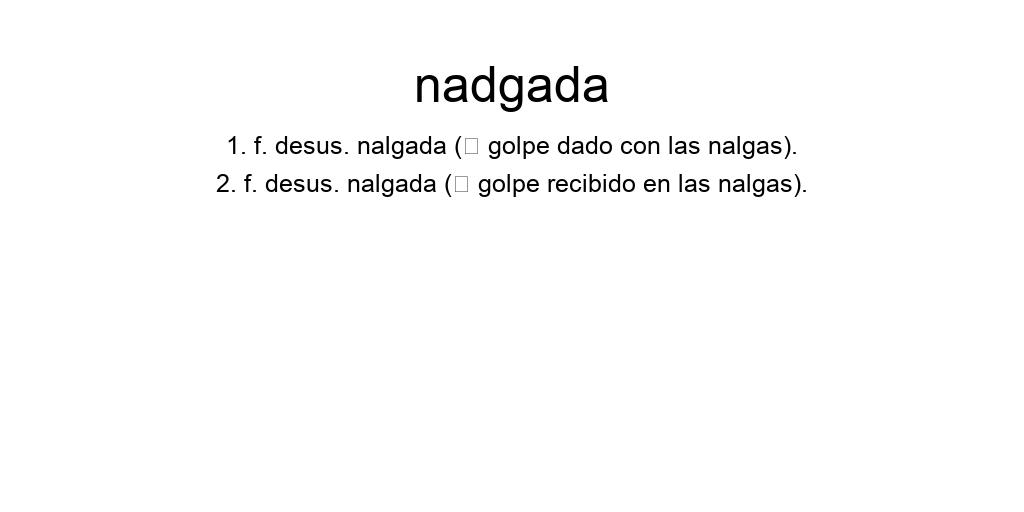 nadgada
1. f. desus. nalgada (□ golpe dado con las nalgas).
2. f. desus. nalgada (□ golpe recibido en las nalgas).